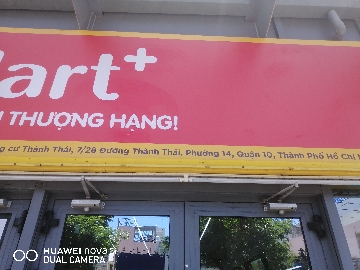 art+
THƯỢNG HẠNG!
cư Thành Thái, 7/28 Đường Thành Thái, Phường 14, Quận 10, Thành Phố Hồ Chí
HUAWEI nova
DUAL CAMERA